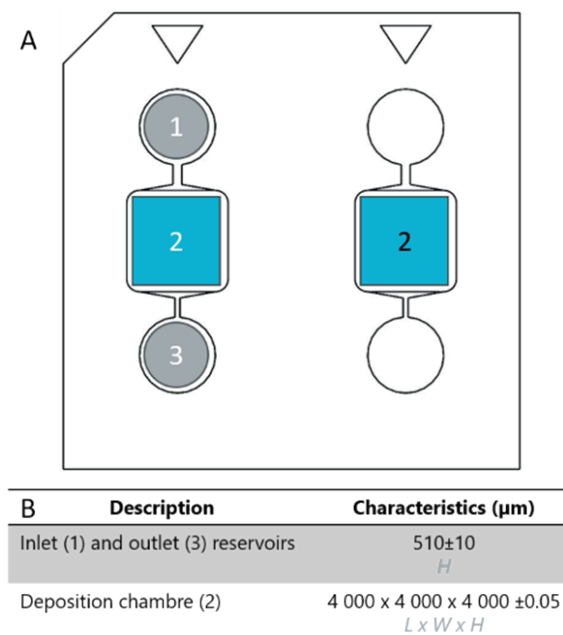 A
1
2
2
3
B Description Characteristics (µm)
Inlet (1) and outlet (3) reservoirs 510±10
H
Deposition chambre (2) 4 000 x 4 000 x 4 000 ±0.05
L x W x H